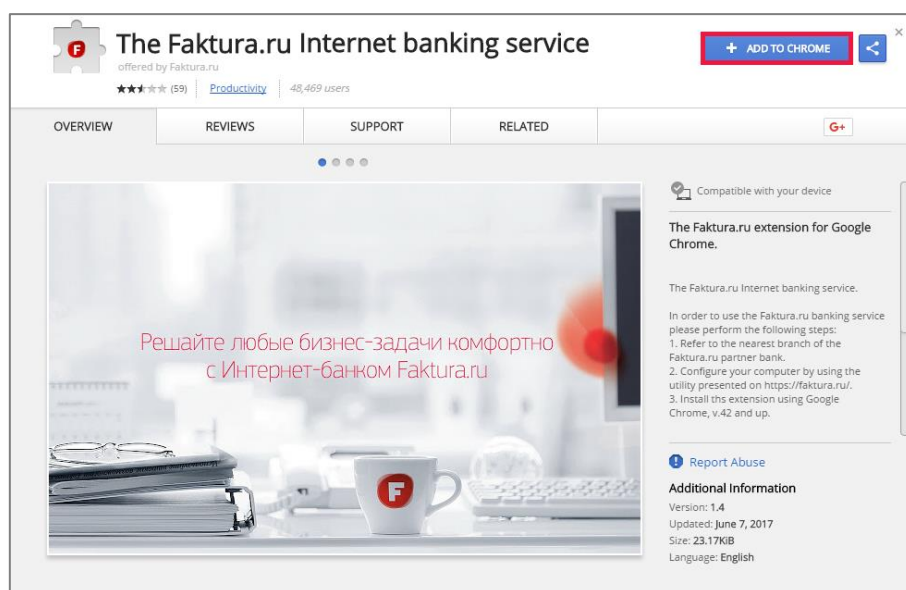 The Faktura.ru Internet banking service
offered by Faktura.ru
(59) Productivity 48,469 users
+ ADD TO CHROME
OVERVIEW REVIEWS SUPPORT RELATED
G+
Решайте любые бизнес-задачи комфортно
с Интернет-банком Faktura.ru
F
Compatible with your device
The Faktura.ru extension for Google
Chrome.
The Faktura.ru Internet banking service.
In order to use the Faktura.ru banking service
please perform the following steps:
1. Refer to the nearest branch of the
Faktura.ru partner bank.
2. Configure your computer by using the
utility presented on https://faktura.ru/.
3. Install ths extension using Google
Chrome, v.42 and up.
Report Abuse
Additional Information
Version: 1.4
Updated: June 7, 2017
Size: 23.17KiB
Language: English